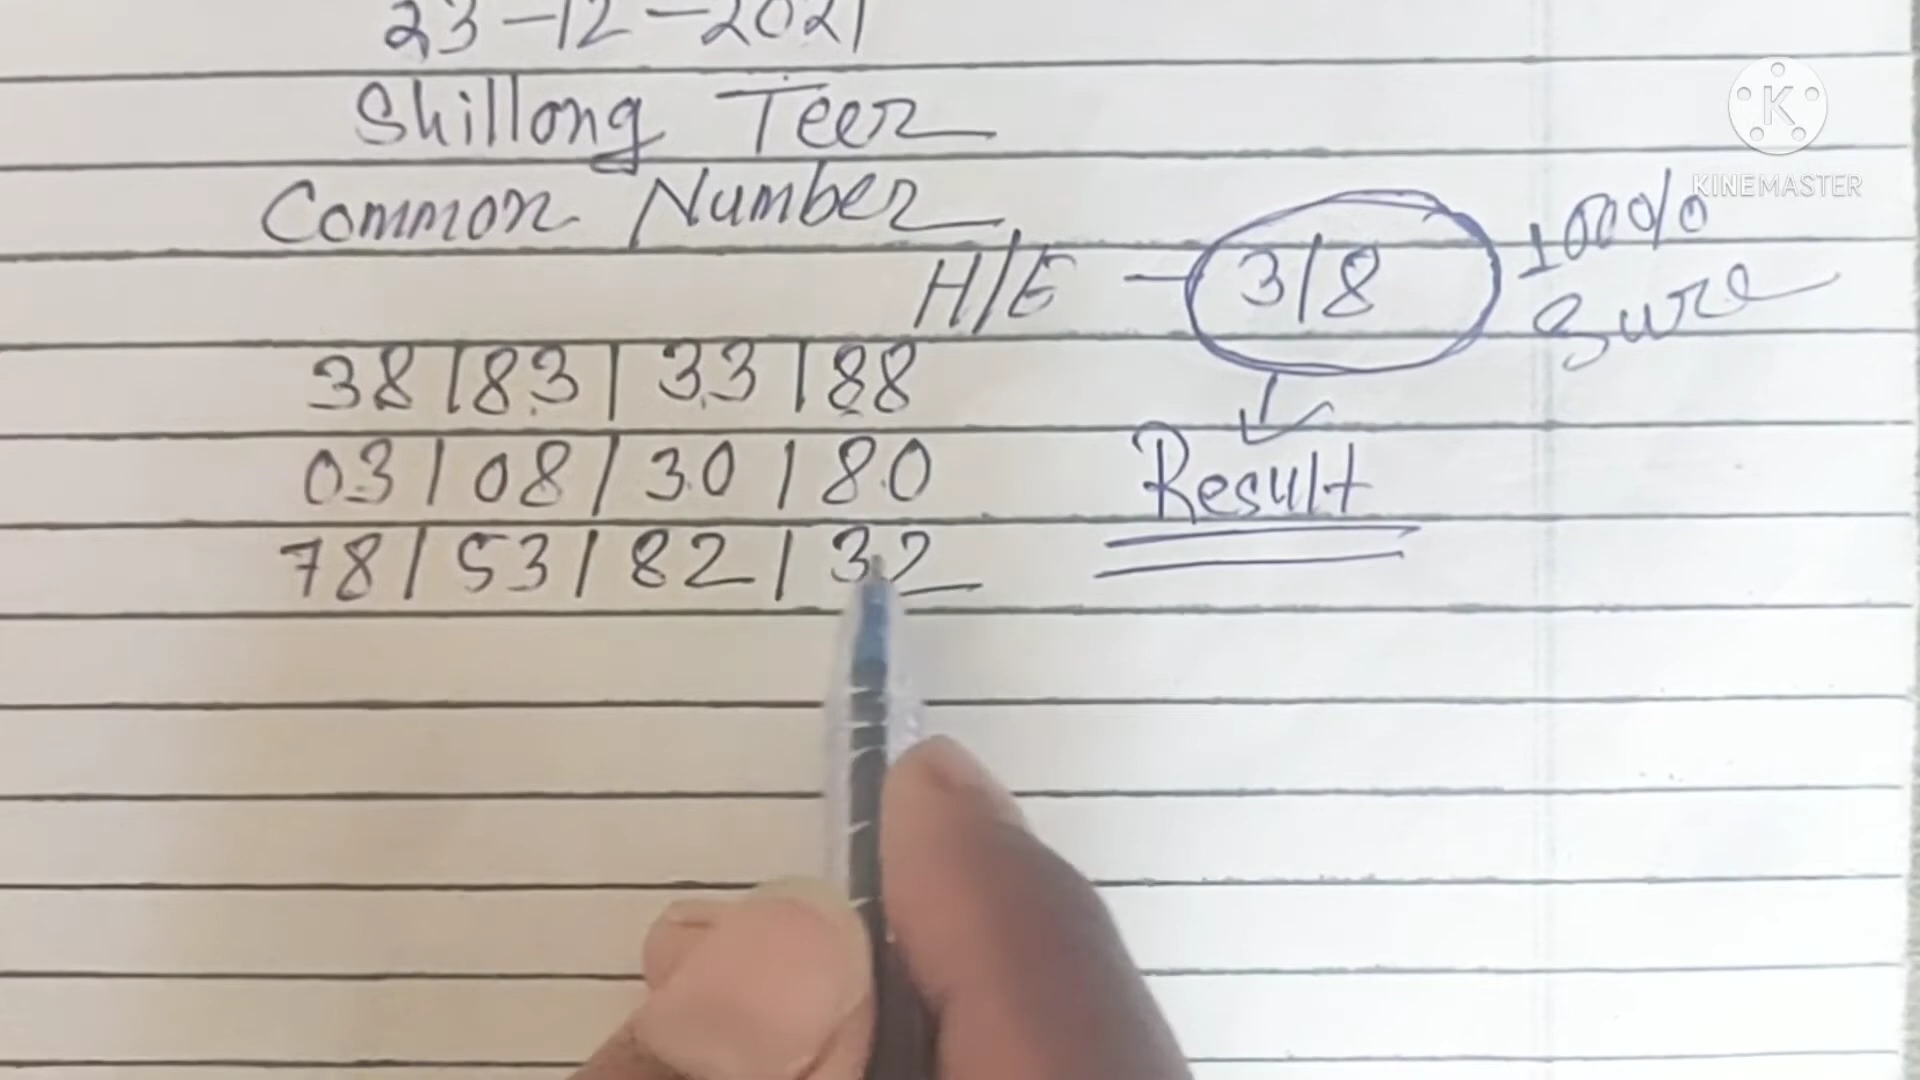 23-12-2021
Shillong Teer
Common Number
H/E - 3/8 100% Sure
38/83/33/88
03/08/30/80
Result
78/53/82/32
KINEMASTER